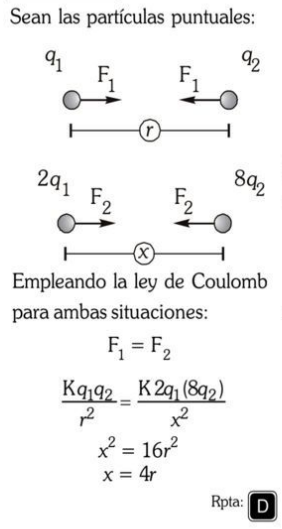 Sean las partículas puntuales:
q₁ F₁ F₁ q₂
r
2q₁ F₂ F₂ 8q₂
x
Empleando la ley de Coulomb
para ambas situaciones:
F₁ = F₂
Kq₁q₂/r² = K2q₁(8q₂)/x²
x² = 16r²
x = 4r
Rpta: D